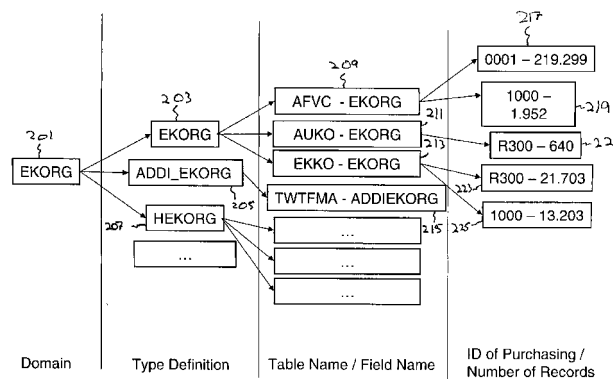 217
0001 – 219.299
209
203
AFVC - EKORG
1000 –
1.952
219
201
EKORG
211
AUKO - EKORG
R300 – 640
22
213
EKORG
EKKO - EKORG
ADDI_EKORG
R300 – 21.703
223
205
TWTFMA - ADDIEKORG
HEKORG
207
215
1000 – 13.203
225
...
...
...
...
Domain
Type Definition
Table Name / Field Name
ID of Purchasing /
Number of Records